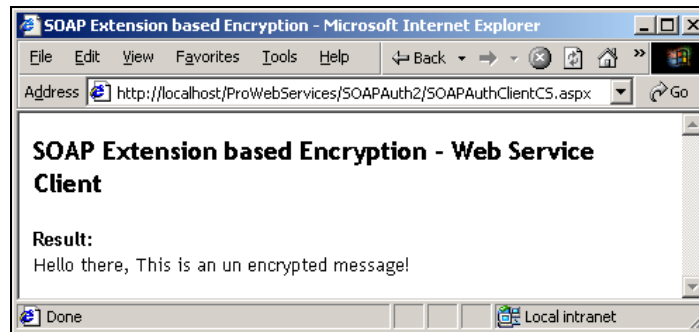 SOAP Extension based Encryption - Microsoft Internet Explorer
File Edit View Favorites Tools Help Back »
Address http://localhost/ProWebServices/SOAPAuth2/SOAPAuthClientCS.aspx Go
SOAP Extension based Encryption - Web Service
Client
Result:
Hello there, This is an un encrypted message!
Done Local intranet